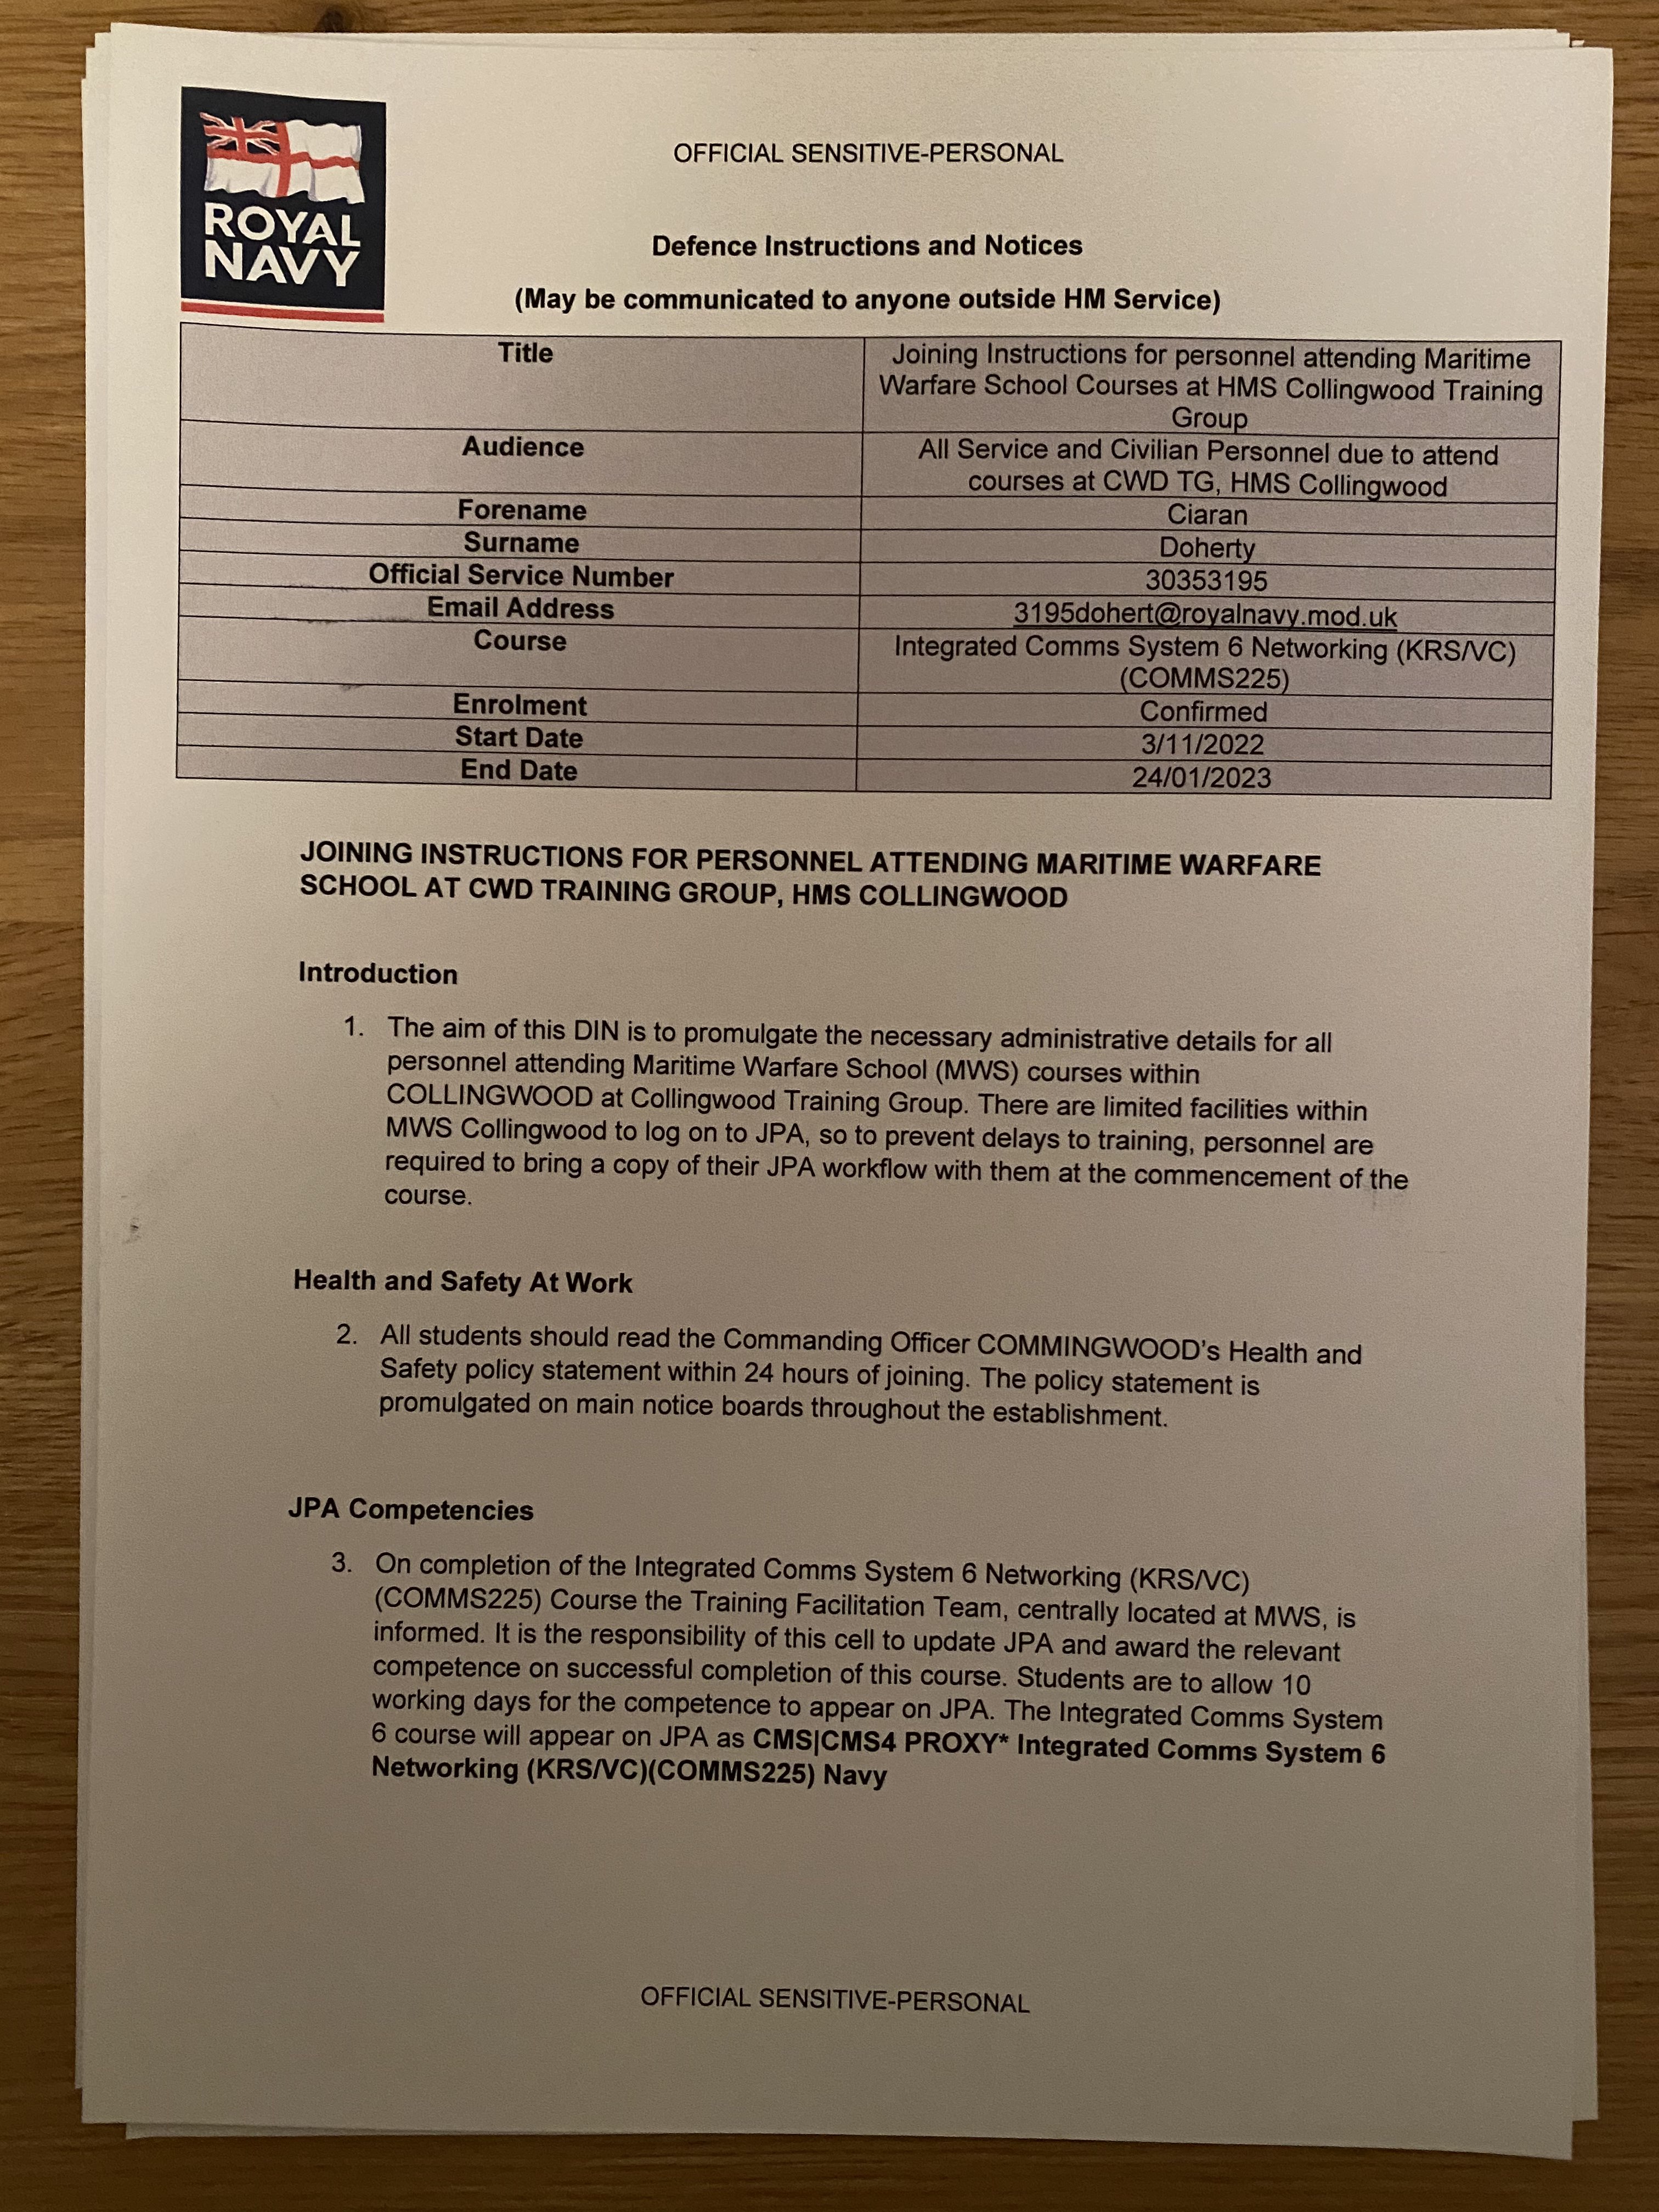 ROYAL
NAVY
OFFICIAL SENSITIVE-PERSONAL
Defence Instructions and Notices
(May be communicated to anyone outside HM Service)
Title
Joining Instructions for personnel attending Maritime
Warfare School Courses at HMS Collingwood Training
Group
Audience
All Service and Civilian Personnel due to attend
courses at CWD TG, HMS Collingwood
Forename
Ciaran
Surname
Doherty
Official Service Number
30353195
Email Address
3195dohert@royalnavy.mod.uk
Course
Integrated Comms System 6 Networking (KRS/VC)
(COMMS225)
Enrolment
Confirmed
Start Date
3/11/2022
End Date
24/01/2023
JOINING INSTRUCTIONS FOR PERSONNEL ATTENDING MARITIME WARFARE
SCHOOL AT CWD TRAINING GROUP, HMS COLLINGWOOD
Introduction
1. The aim of this DIN is to promulgate the necessary administrative details for all
personnel attending Maritime Warfare School (MWS) courses within
COLLINGWOOD at Collingwood Training Group. There are limited facilities within
MWS Collingwood to log on to JPA, so to prevent delays to training, personnel are
required to bring a copy of their JPA workflow with them at the commencement of the
course.
Health and Safety At Work
2. All students should read the Commanding Officer COMMINGWOOD's Health and
Safety policy statement within 24 hours of joining. The policy statement is
promulgated on main notice boards throughout the establishment.
JPA Competencies
3. On completion of the Integrated Comms System 6 Networking (KRS/VC)
(COMMS225) Course the Training Facilitation Team, centrally located at MWS, is
informed. It is the responsibility of this cell to update JPA and award the relevant
competence on successful completion of this course. Students are to allow 10
working days for the competence to appear on JPA. The Integrated Comms System
6 course will appear on JPA as CMS|CMS4 PROXY* Integrated Comms System 6
Networking (KRS/VC)(COMMS225) Navy
OFFICIAL SENSITIVE-PERSONAL